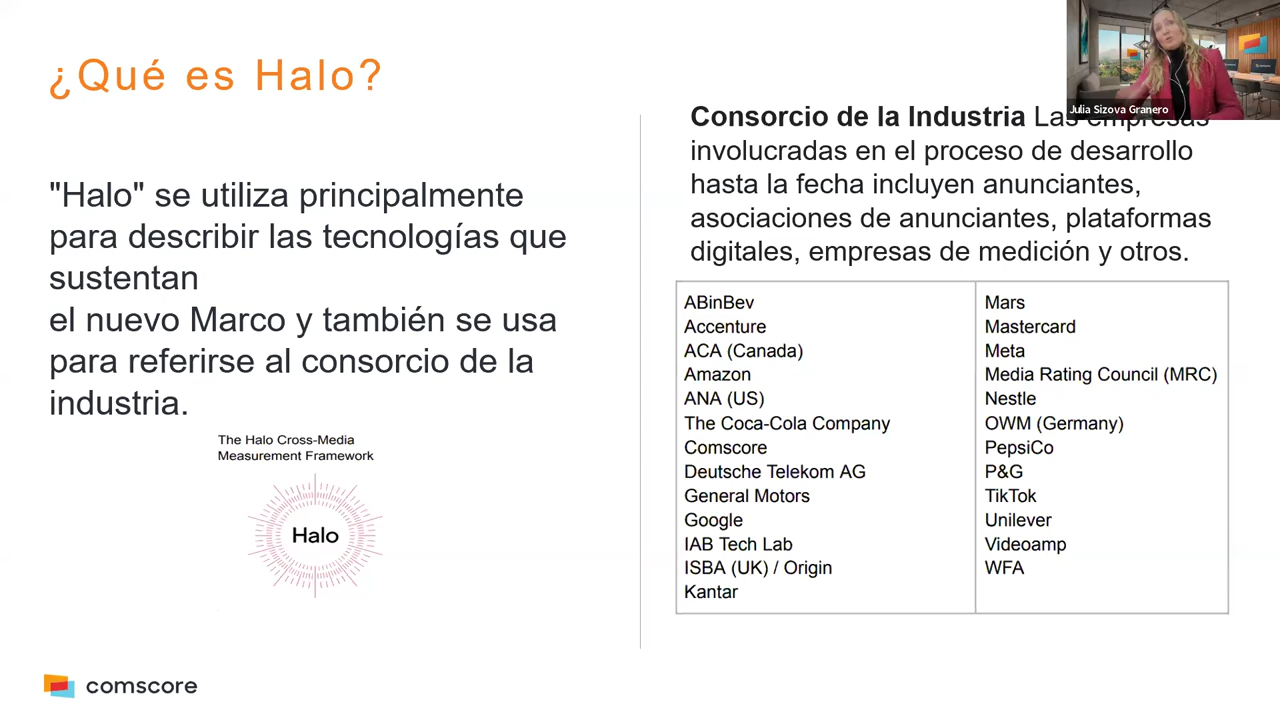 ¿Qué es Halo?
"Halo" se utiliza principalmente
para describir las tecnologías que
sustentan
el nuevo Marco y también se usa
para referirse al consorcio de la
industria.
The Halo Cross-Media
Measurement Framework
Halo
comscore
Julia Sizova Granero
Consorcio de la Industria Las empresas
involucradas en el proceso de desarrollo
hasta la fecha incluyen anunciantes,
asociaciones de anunciantes, plataformas
digitales, empresas de medición y otros.
ABinBev
Accenture
ACA (Canada)
Amazon
ANA (US)
The Coca-Cola Company
Comscore
Deutsche Telekom AG
General Motors
Google
IAB Tech Lab
ISBA (UK) / Origin
Kantar
Mars
Mastercard
Meta
Media Rating Council (MRC)
Nestle
OWM (Germany)
PepsiCo
P&G
TikTok
Unilever
Videoamp
WFA